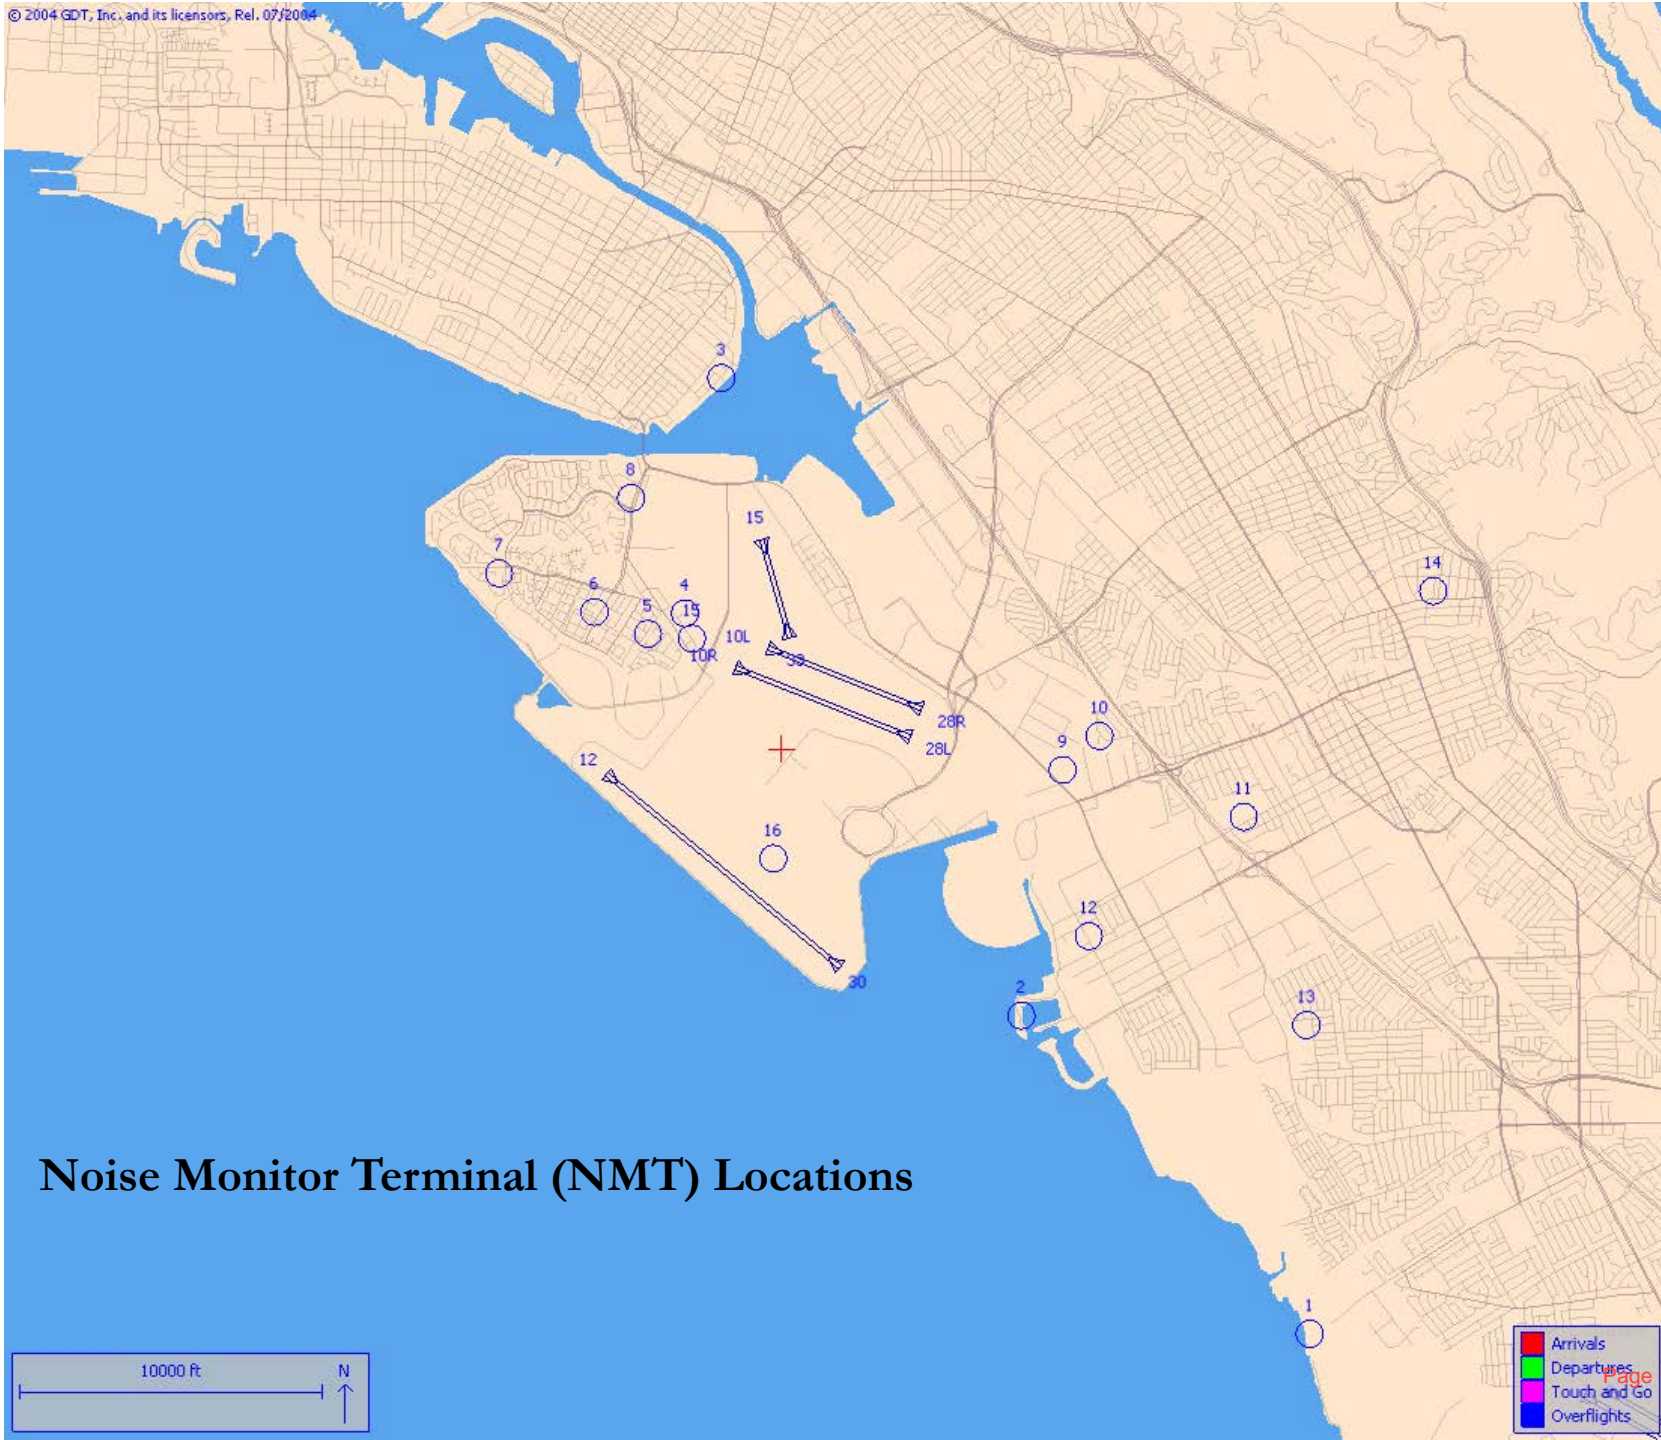 © 2004 GDT, Inc. and its licensors, Rel. 07/2004
3
8
15
7
14
6
4
5
15
10L
10R
33
10
28R
9
28L
12
11
16
12
30
2
13
Noise Monitor Terminal (NMT) Locations
1
10000 ft
N
Arrivals
Departures
Page
Touch and Go
Overflights